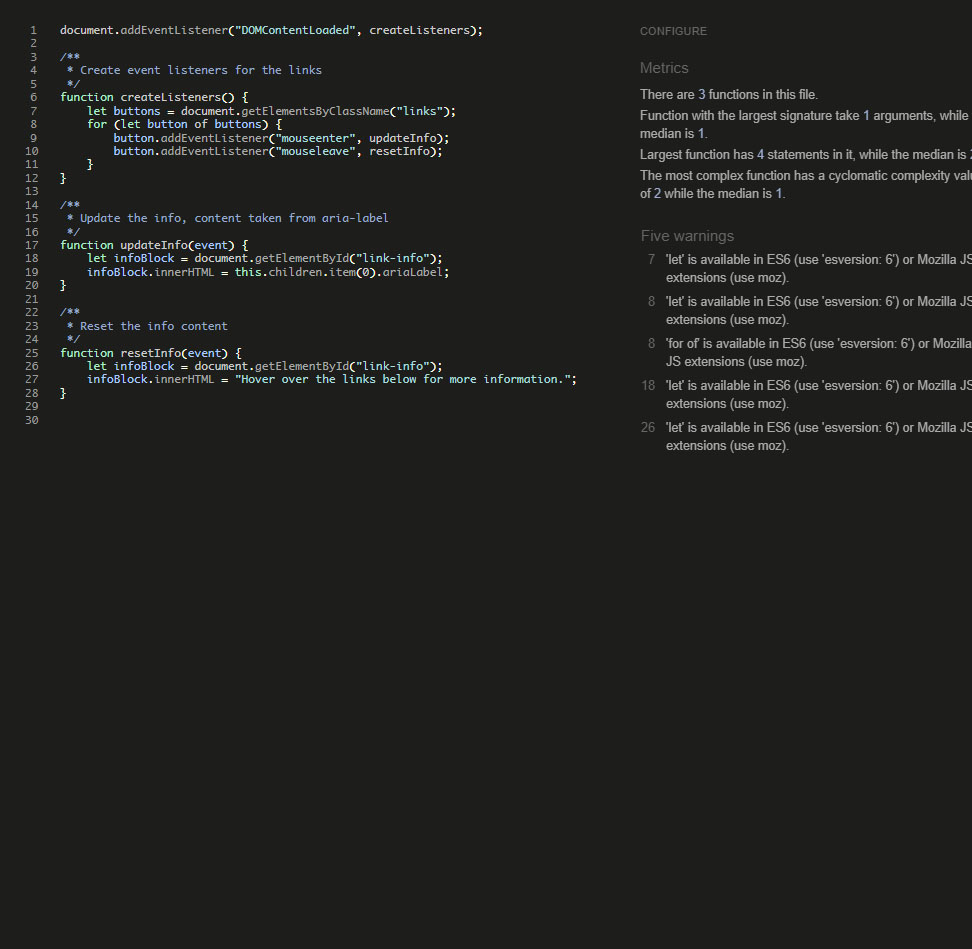 1 document.addEventListener("DOMContentLoaded", createListeners);
2
3 /**
4  * Create event listeners for the links
5  */
6 function createListeners() {
7     let buttons = document.getElementsByClassName("links");
8     for (let button of buttons) {
9         button.addEventListener("mouseenter", updateInfo);
10         button.addEventListener("mouseleave", resetInfo);
11     }
12 }
13
14 /**
15  * Update the info, content taken from aria-label
16  */
17 function updateInfo(event) {
18     let infoBlock = document.getElementById("link-info");
19     infoBlock.innerHTML = this.children.item(0).ariaLabel;
20 }
21
22 /**
23  * Reset the info content
24  */
25 function resetInfo(event) {
26     let infoBlock = document.getElementById("link-info");
27     infoBlock.innerHTML = "Hover over the links below for more information.";
28 }
29
30
CONFIGURE
Metrics
There are 3 functions in this file.
Function with the largest signature take 1 arguments, while
median is 1.
Largest function has 4 statements in it, while the median is
The most complex function has a cyclomatic complexity
of 2 while the median is 1.
Five warnings
7 'let' is available in ES6 (use 'esversion: 6') or Mozilla JS
extensions (use moz).
8 'let' is available in ES6 (use 'esversion: 6') or Mozilla JS
extensions (use moz).
8 'for of' is available in ES6 (use 'esversion: 6') or Mozilla
JS extensions (use moz).
18 'let' is available in ES6 (use 'esversion: 6') or Mozilla JS
extensions (use moz).
26 'let' is available in ES6 (use 'esversion: 6') or Mozilla JS
extensions (use moz).